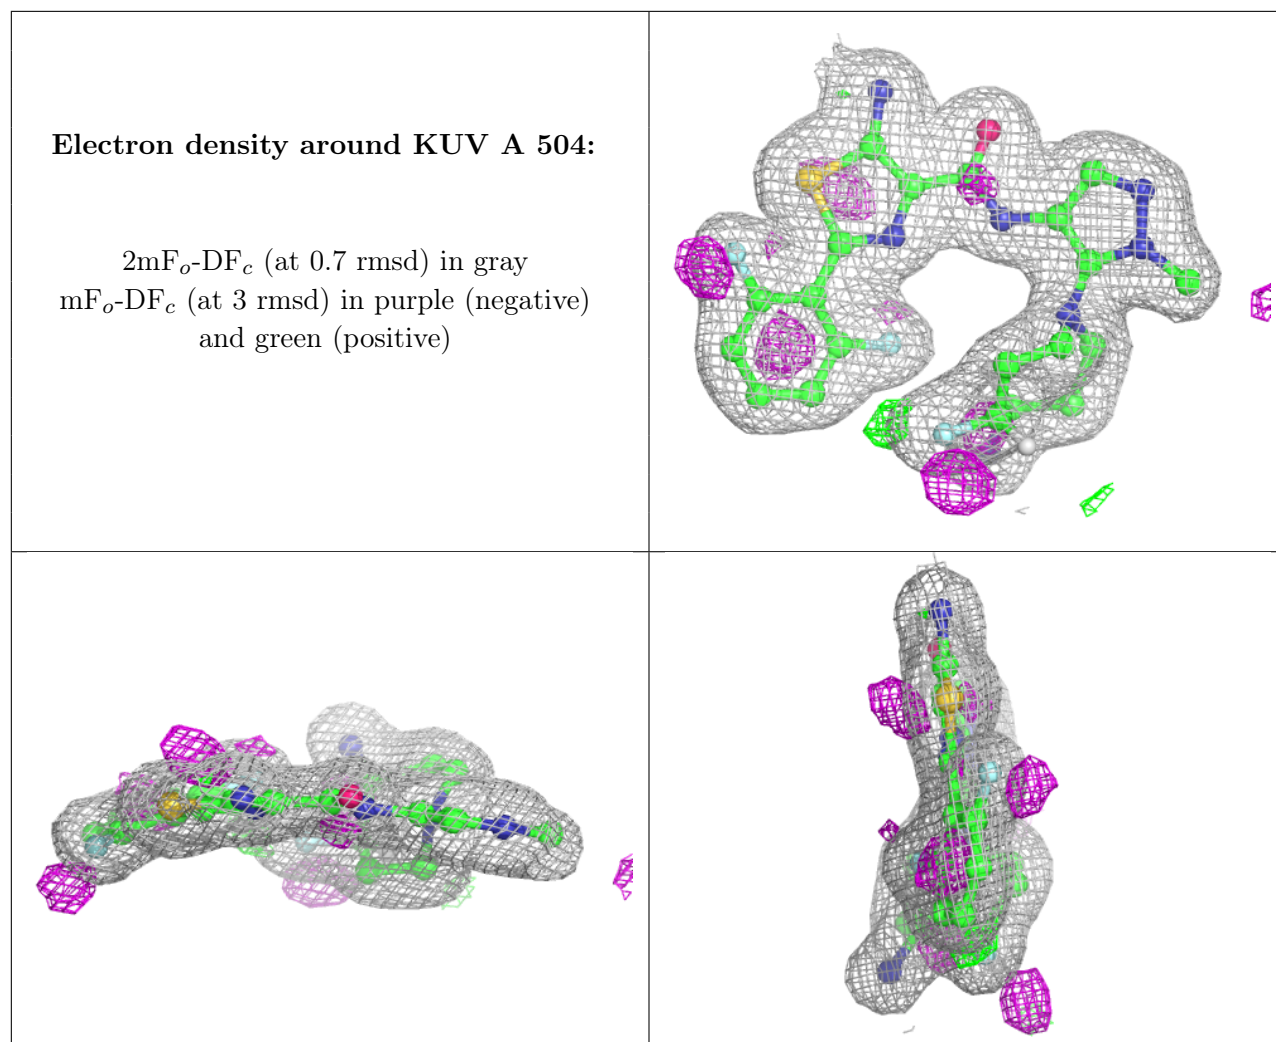 Electron density around KUV A 504:
2mFo-DFc (at 0.7 rmsd) in gray
mFo-DFc (at 3 rmsd) in purple (negative)
and green (positive)